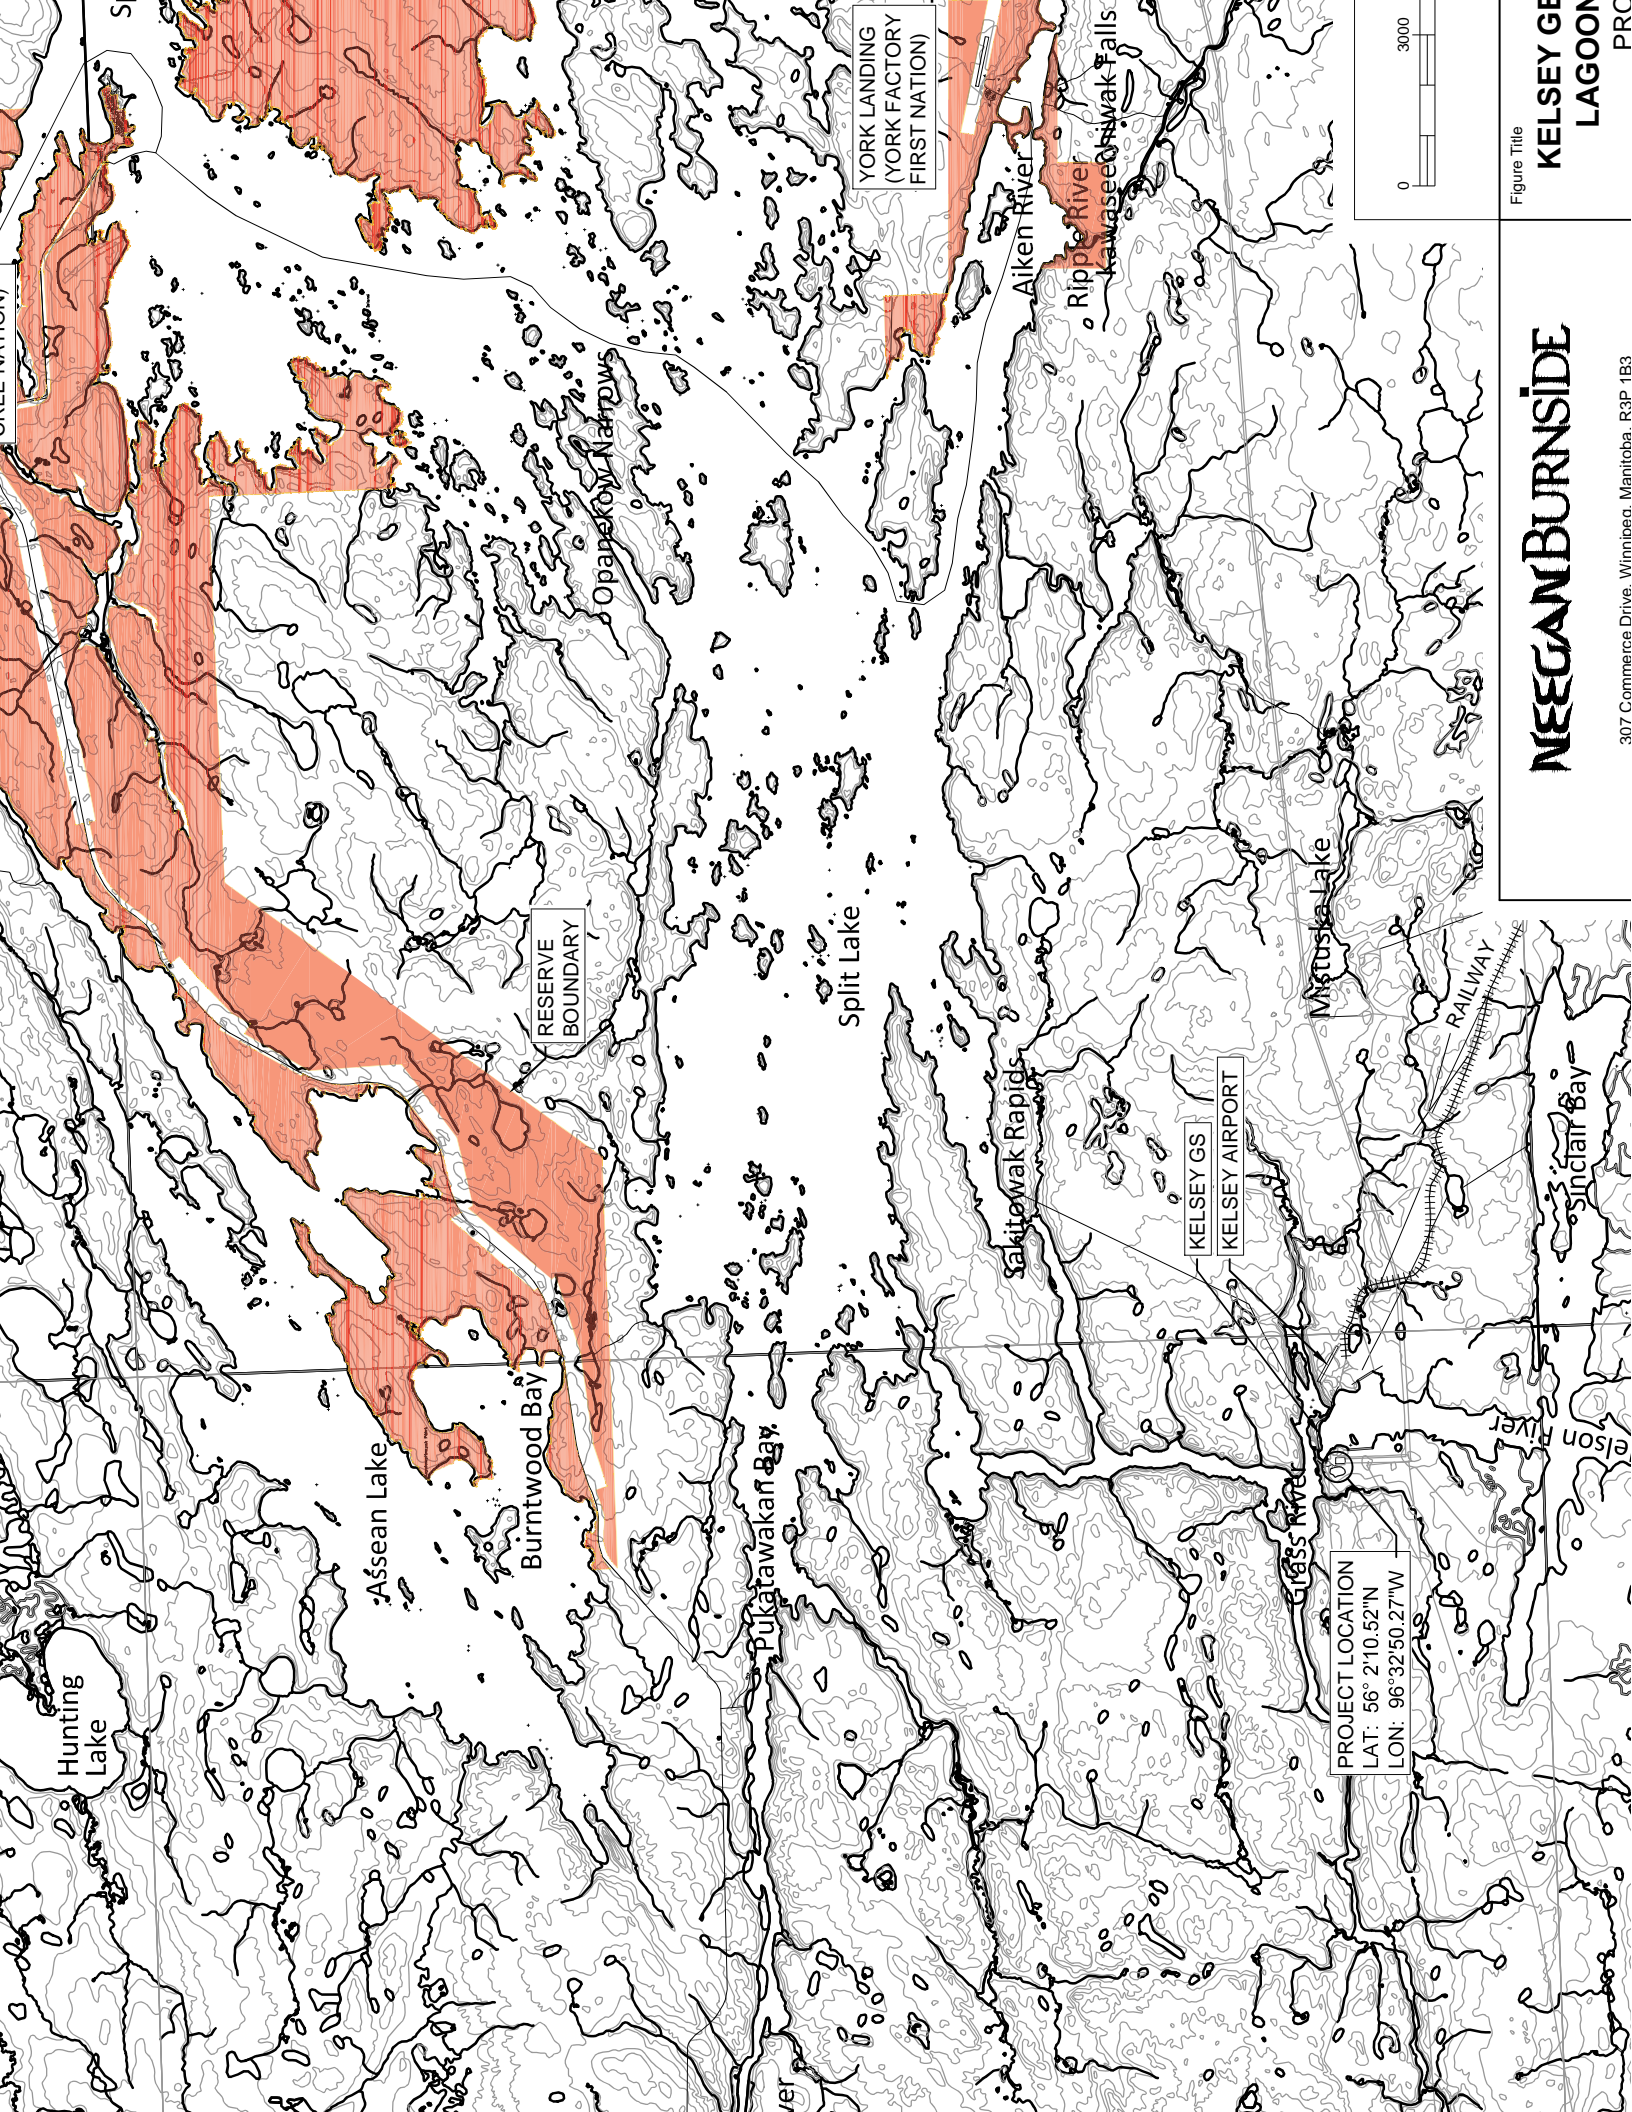 Hunting
Lake
Assean Lake
Burntwood Bay
RESERVE
BOUNDARY
Opanekoy Narrows
Pukatawakan Bay
Split Lake
YORK LANDING
(YORK FACTORY
FIRST NATION)
Aiken River
Ripple River
Kawaseechiwak Falls
Sakitowak Rapids
KELSEY GS
KELSEY AIRPORT
Grass River
Mistuska Lake
PROJECT LOCATION
LAT: 56° 2'10.52"N
LON: 96°32'50.27"W
RAILWAY
River
Sinclair Bay
0
3000
Figure Title
KELSEY GE
LAGOON
PRO
NEEGANBURNSIDE
307 Commerce Drive, Winnipeg, Manitoba, R3P 1B3